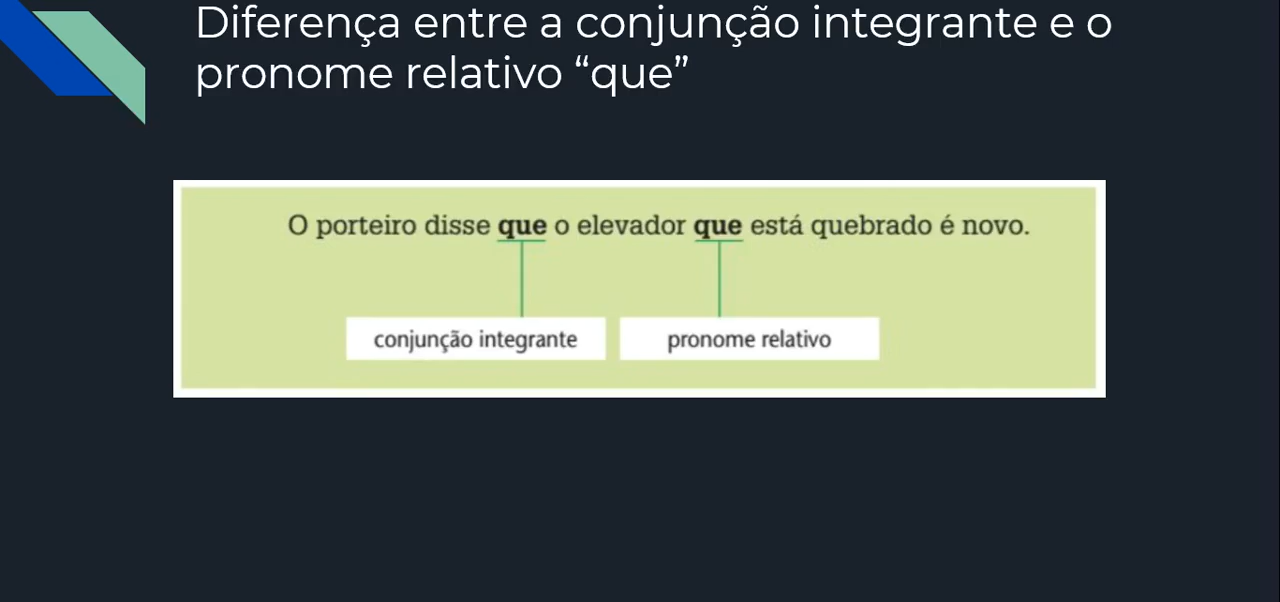 Diferença entre a conjunção integrante e o
pronome relativo “que”
O porteiro disse que o elevador que está quebrado é novo.
conjunção integrante
pronome relativo